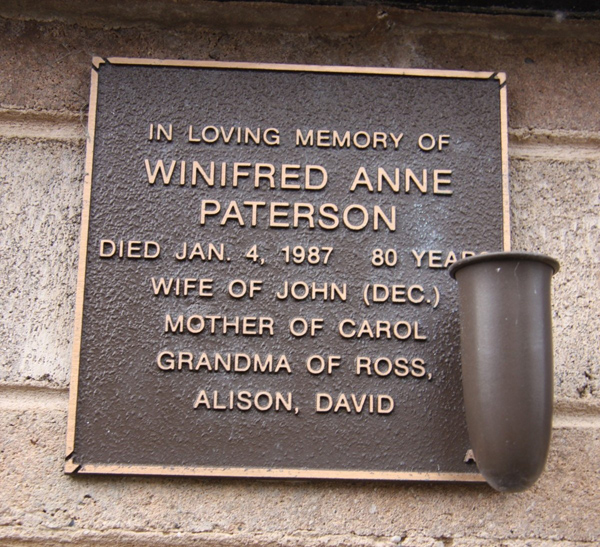 IN LOVING MEMORY OF
WINIFRED ANNE
PATERSON
DIED JAN. 4, 1987 80
WIFE OF JOHN (DEC.)
MOTHER OF CAROL
GRANDMA OF ROSS,
ALISON, DAVID